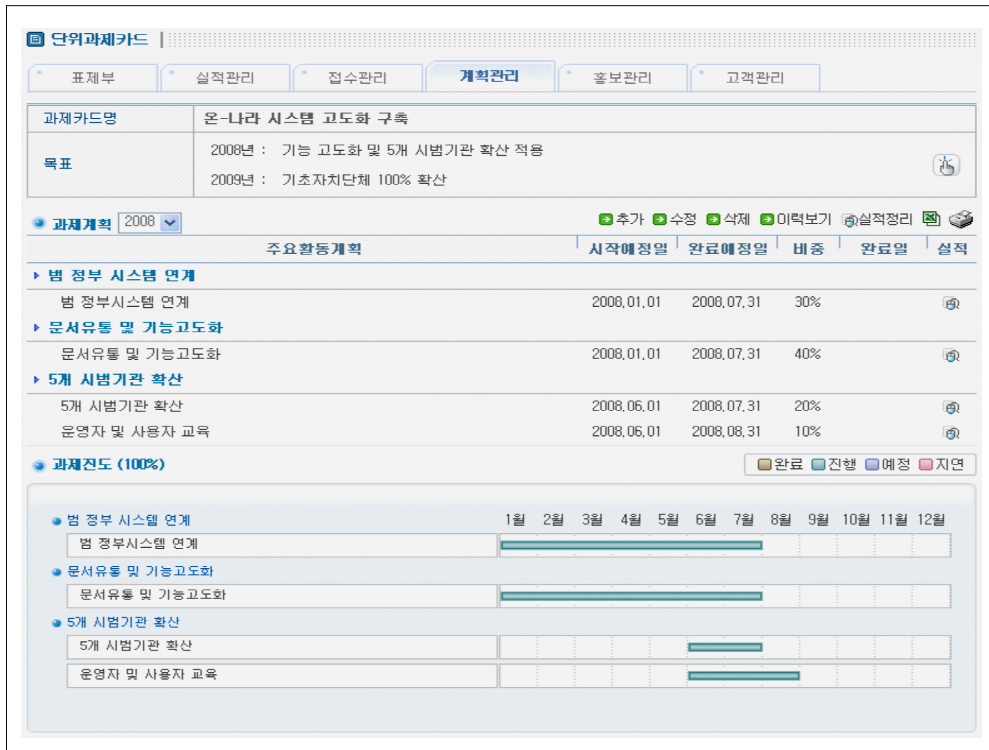 단위과제카드
표제부 실적관리 접수관리 계획관리 홍보관리 고객관리
과제카드명 온-나라 시스템 고도화 구축
목표 2008년 : 기능 고도화 및 5개 시범기관 확산 적용
2009년 : 기초자치단체 100% 확산
과제계획 2008 추가 수정 삭제 이력보기 실적정리
주요활동계획 시작예정일 완료예정일 비중 완료일 실적
범 정부 시스템 연계
범 정부시스템 연계 2008.01.01 2008.07.31 30%
문서유통 및 기능고도화
문서유통 및 기능고도화 2008.01.01 2008.07.31 40%
5개 시범기관 확산
5개 시범기관 확산 2008.06.01 2008.07.31 20%
운영자 및 사용자 교육 2008.06.01 2008.08.31 10%
과제진도 (100%) 완료 진행 예정 지연
범 정부 시스템 연계 1월 2월 3월 4월 5월 6월 7월 8월 9월 10월 11월 12월
범 정부시스템 연계
문서유통 및 기능고도화
문서유통 및 기능고도화
5개 시범기관 확산
5개 시범기관 확산
운영자 및 사용자 교육